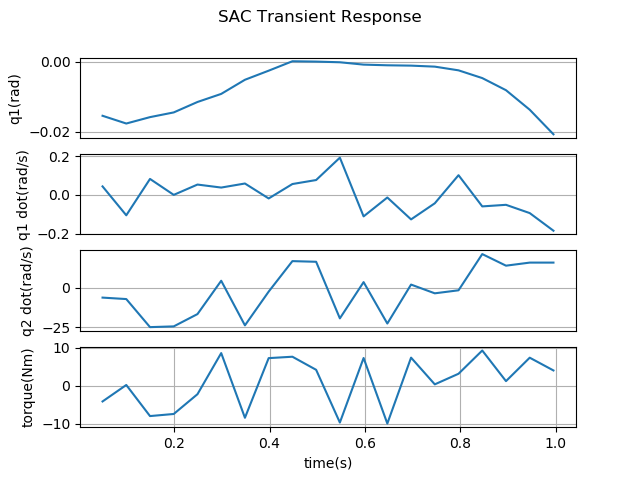 SAC Transient Response
0.00
−0.02
q1(rad)
0.2
0.0
−0.2
q1 dot(rad/s)
0
−25
q2 dot(rad/s)
10
0
−10
torque(Nm)
0.2 0.4 0.6 0.8 1.0
time(s)